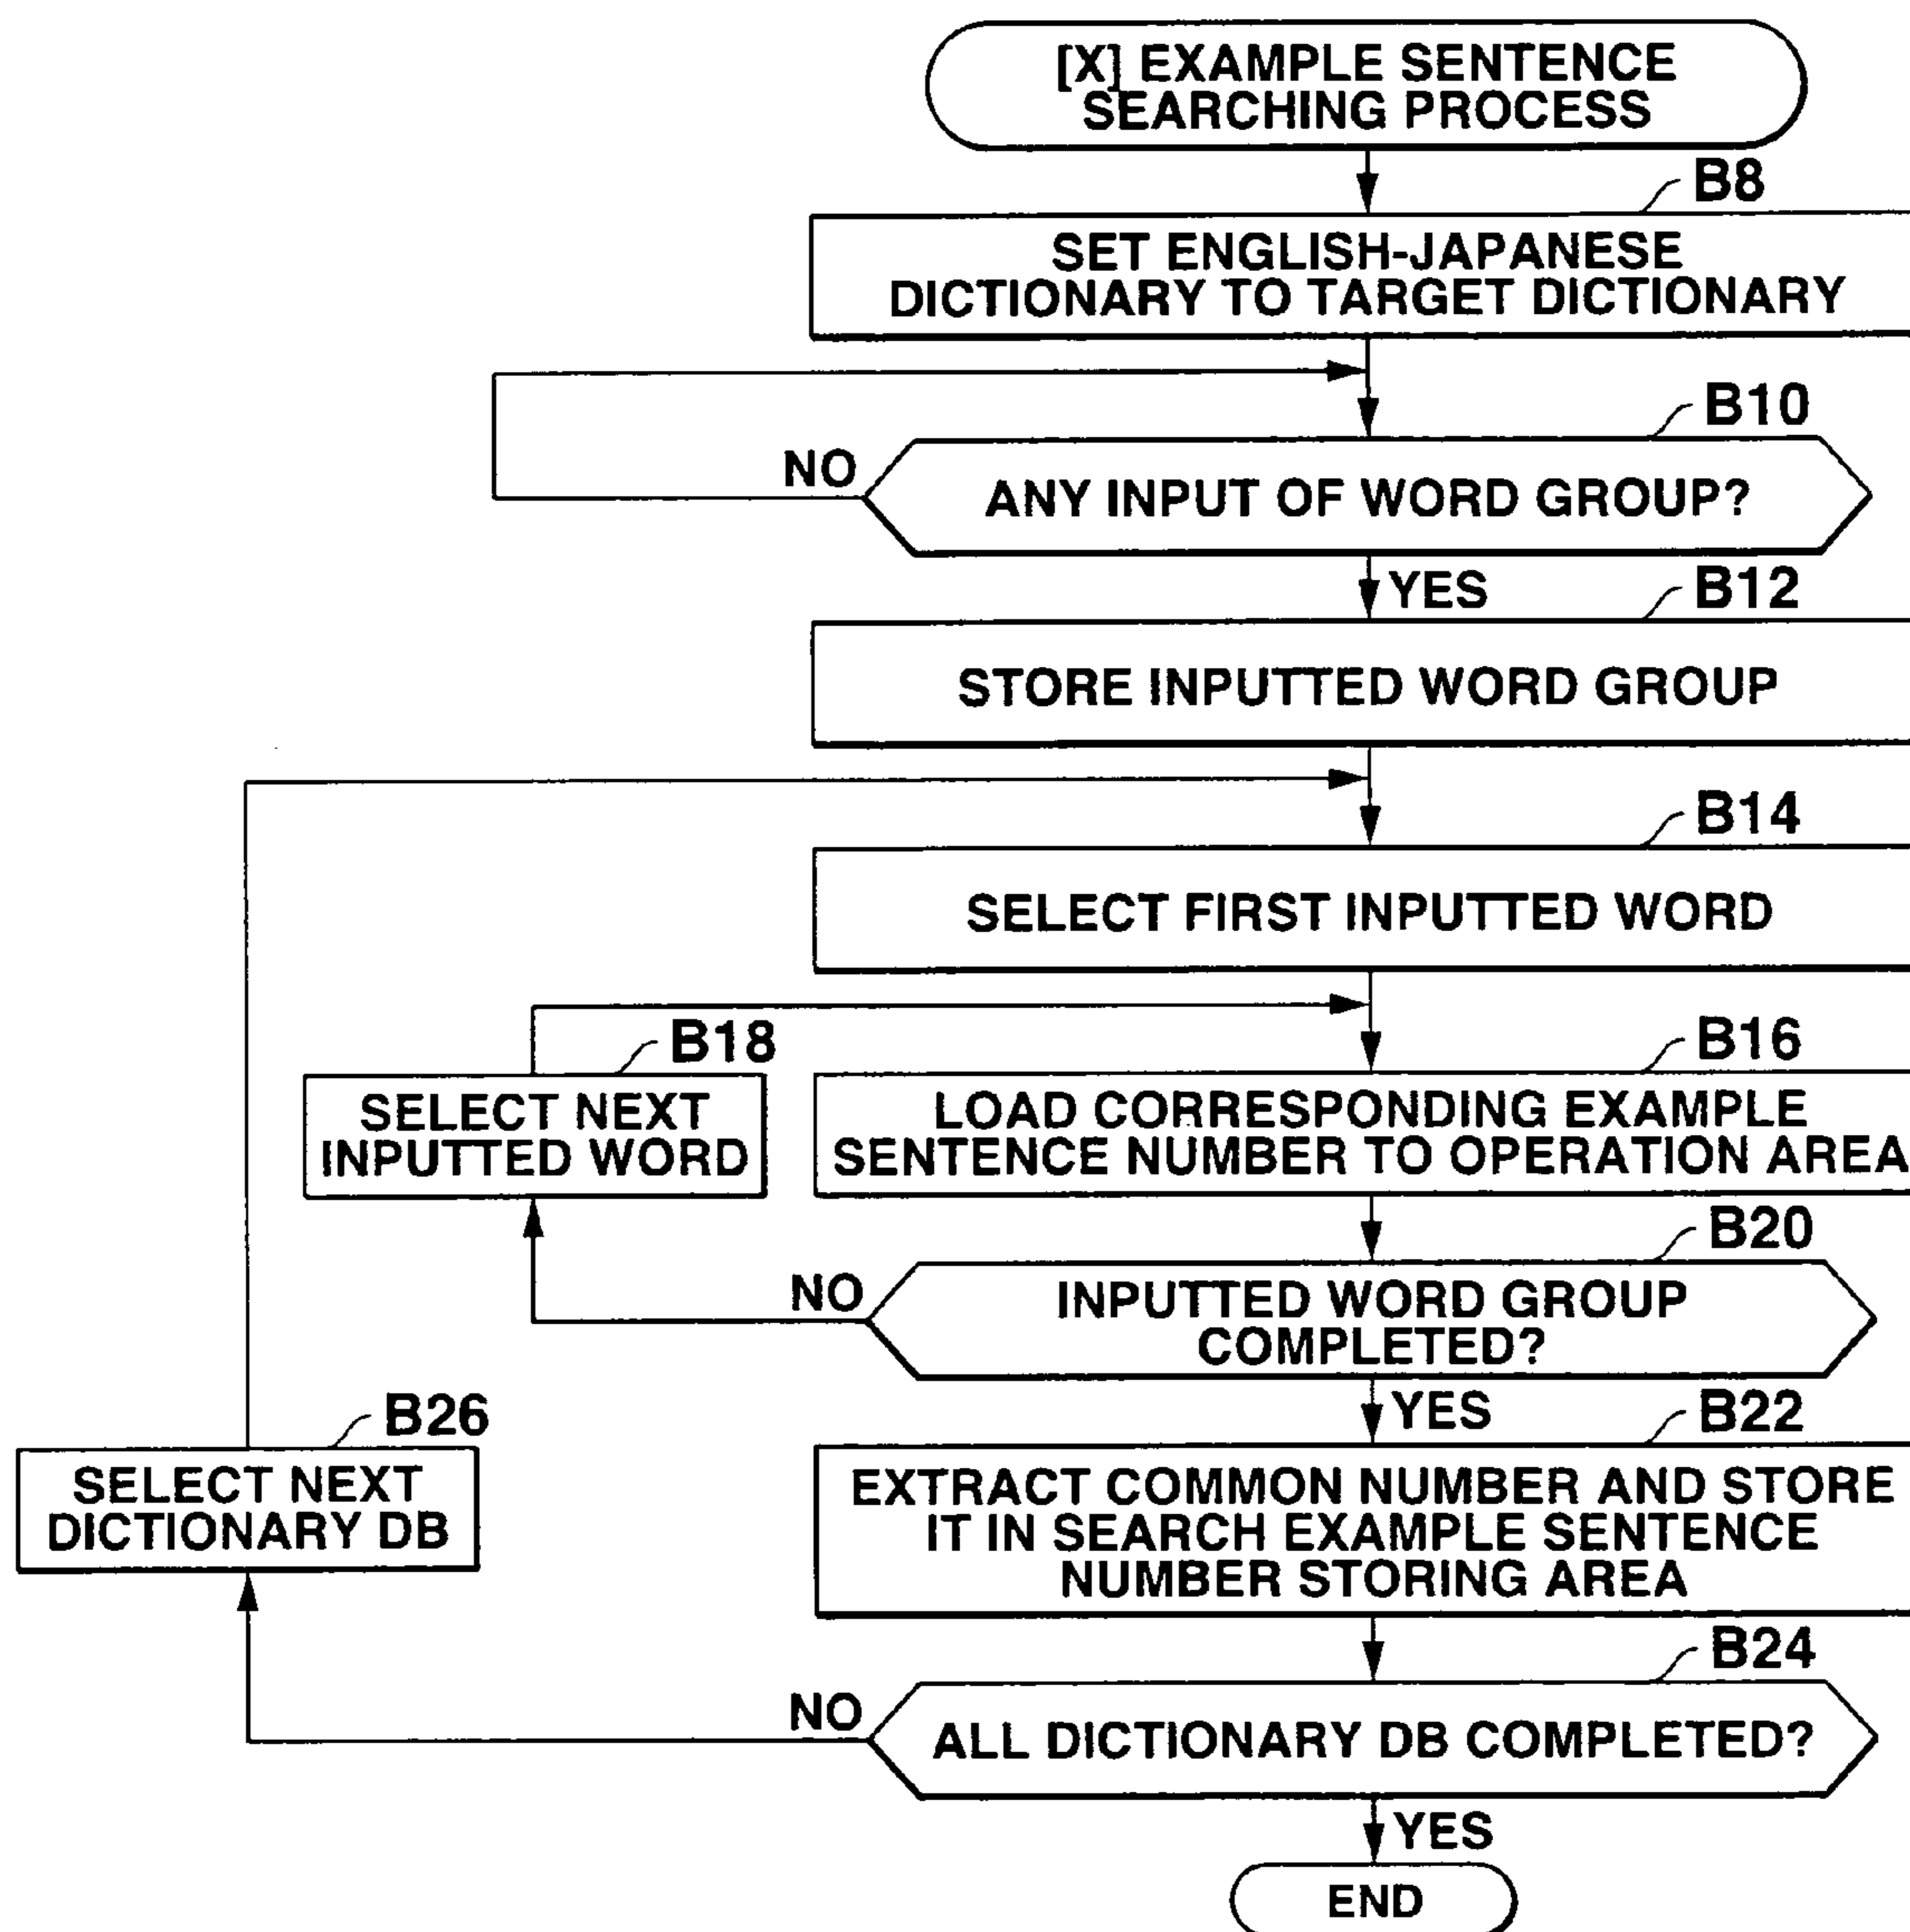 [X] EXAMPLE SENTENCE
SEARCHING PROCESS
B8
SET ENGLISH-JAPANESE
DICTIONARY TO TARGET DICTIONARY
B10
NO
ANY INPUT OF WORD GROUP?
YES
B12
STORE INPUTTED WORD GROUP
B14
SELECT FIRST INPUTTED WORD
B18
SELECT NEXT
INPUTTED WORD
B16
LOAD CORRESPONDING EXAMPLE
SENTENCE NUMBER TO OPERATION AREA
B20
NO
INPUTTED WORD GROUP
COMPLETED?
YES
B26
SELECT NEXT
DICTIONARY DB
B22
EXTRACT COMMON NUMBER AND STORE
IT IN SEARCH EXAMPLE SENTENCE
NUMBER STORING AREA
B24
NO
ALL DICTIONARY DB COMPLETED?
YES
END